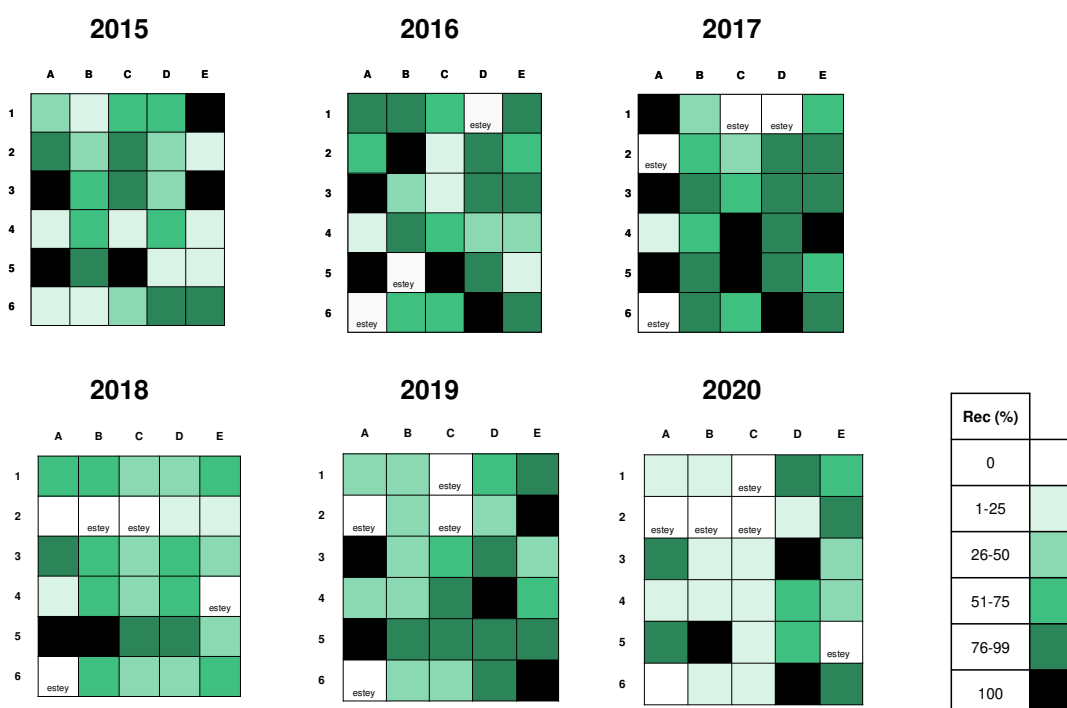 2015 2016 2017
A B C D E A B C D E A B C D E
1 1 estey 1 estey estey
2 2 2 estey
3 3 3
4 4 4
5 5 estey 5
6 6 estey 6 estey
2018 2019 2020
A B C D E A B C D E A B C D E
1 1 estey 1 estey
2 estey estey 2 estey estey 2 estey estey estey
3 3 3
4 estey 4 4
5 5 5 estey
6 estey 6 estey 6
Rec (%)
0
1-25
26-50
51-75
76-99
100